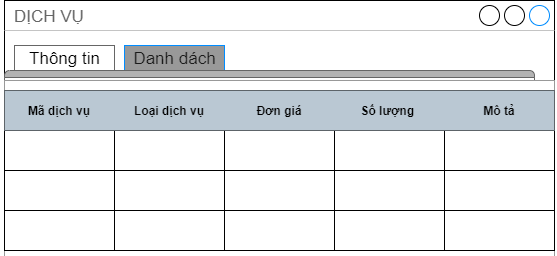 DỊCH VỤ
Thông tin Danh dách
Mã dịch vụ Loại dịch vụ Đơn giá Số lượng Mô tả